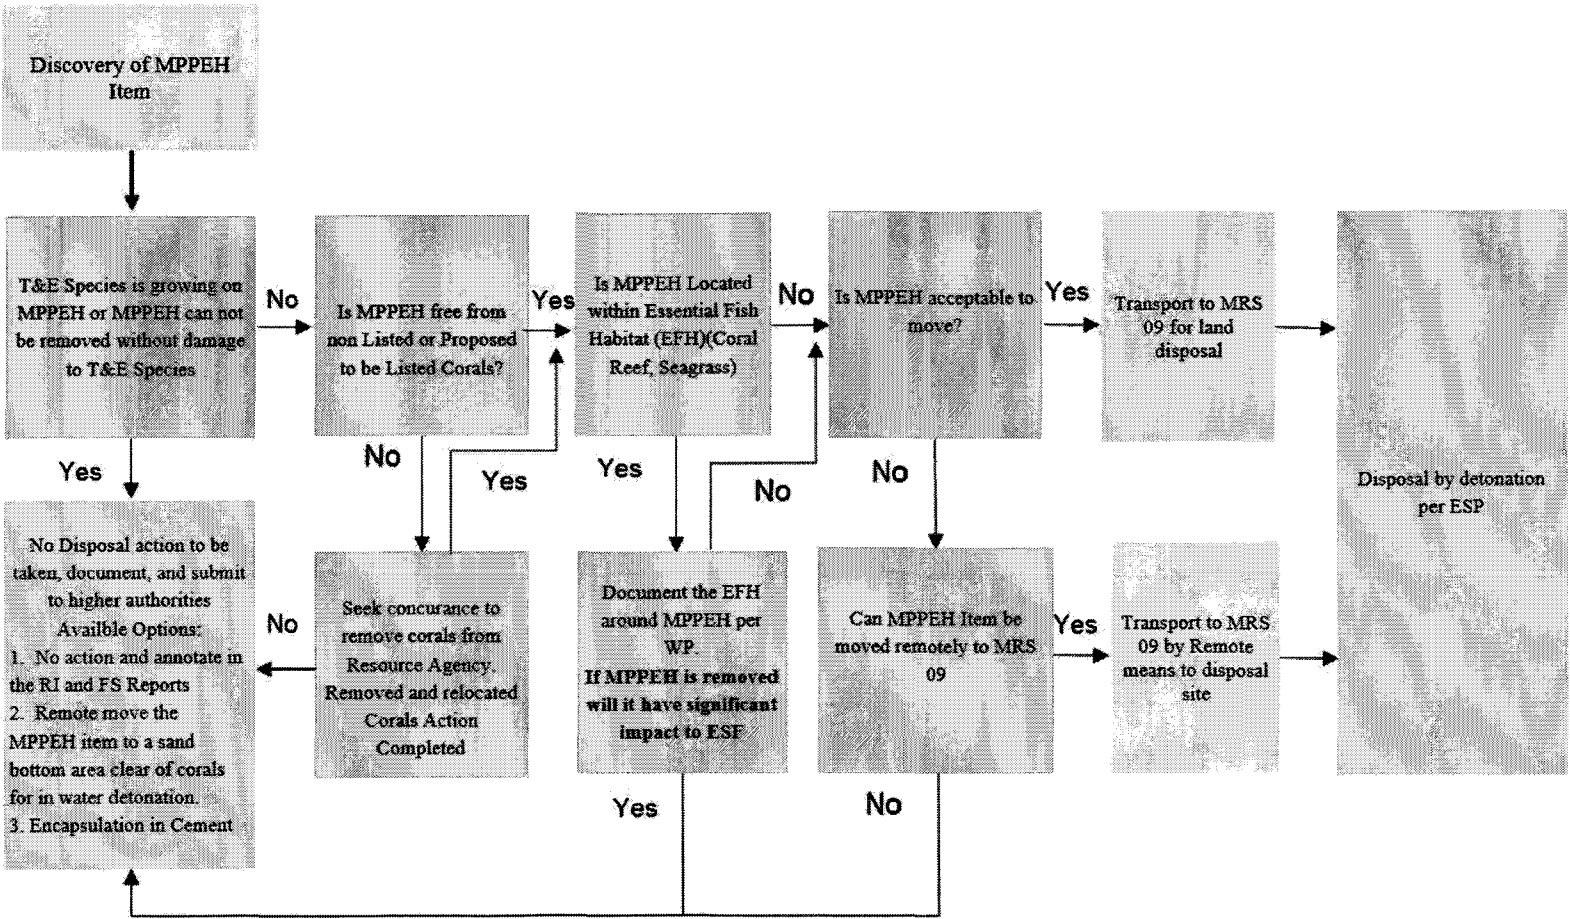 Discovery of MPPEH
Item
T&E Species is growing on
MPPEH or MPPEH can not
be removed without damage
to T&E Species
No
Is MPPEH free from
non Listed or Proposed
to be Listed Corals?
Yes
Is MPPEH Located
within Essential Fish
Habitat (EFH)(Coral
Reef, Seagrass)
No
Is MPPEH acceptable to
move?
Yes
Transport to MRS
09 for land
disposal
Disposal by detonation
per ESP
Yes
No
Yes
Yes
No
No
No Disposal action to be
taken, document, and submit
to higher authorities
Availble Options:
1. No action and annotate in
the RI and FS Reports
2. Remote move the
MPPEH item to a sand
bottom area clear of corals
for in water detonation.
3. Encapsulation in Cement
No
Seek concurance to
remove corals from
Resource Agency.
Removed and relocated
Corals Action
Completed
Document the EFH
around MPPEH per
WP.
If MPPEH is removed
will it have significant
impact to ESF
Can MPPEH Item be
moved remotely to MRS
09
Yes
Transport to MRS
09 by Remote
means to disposal
site
Yes
No